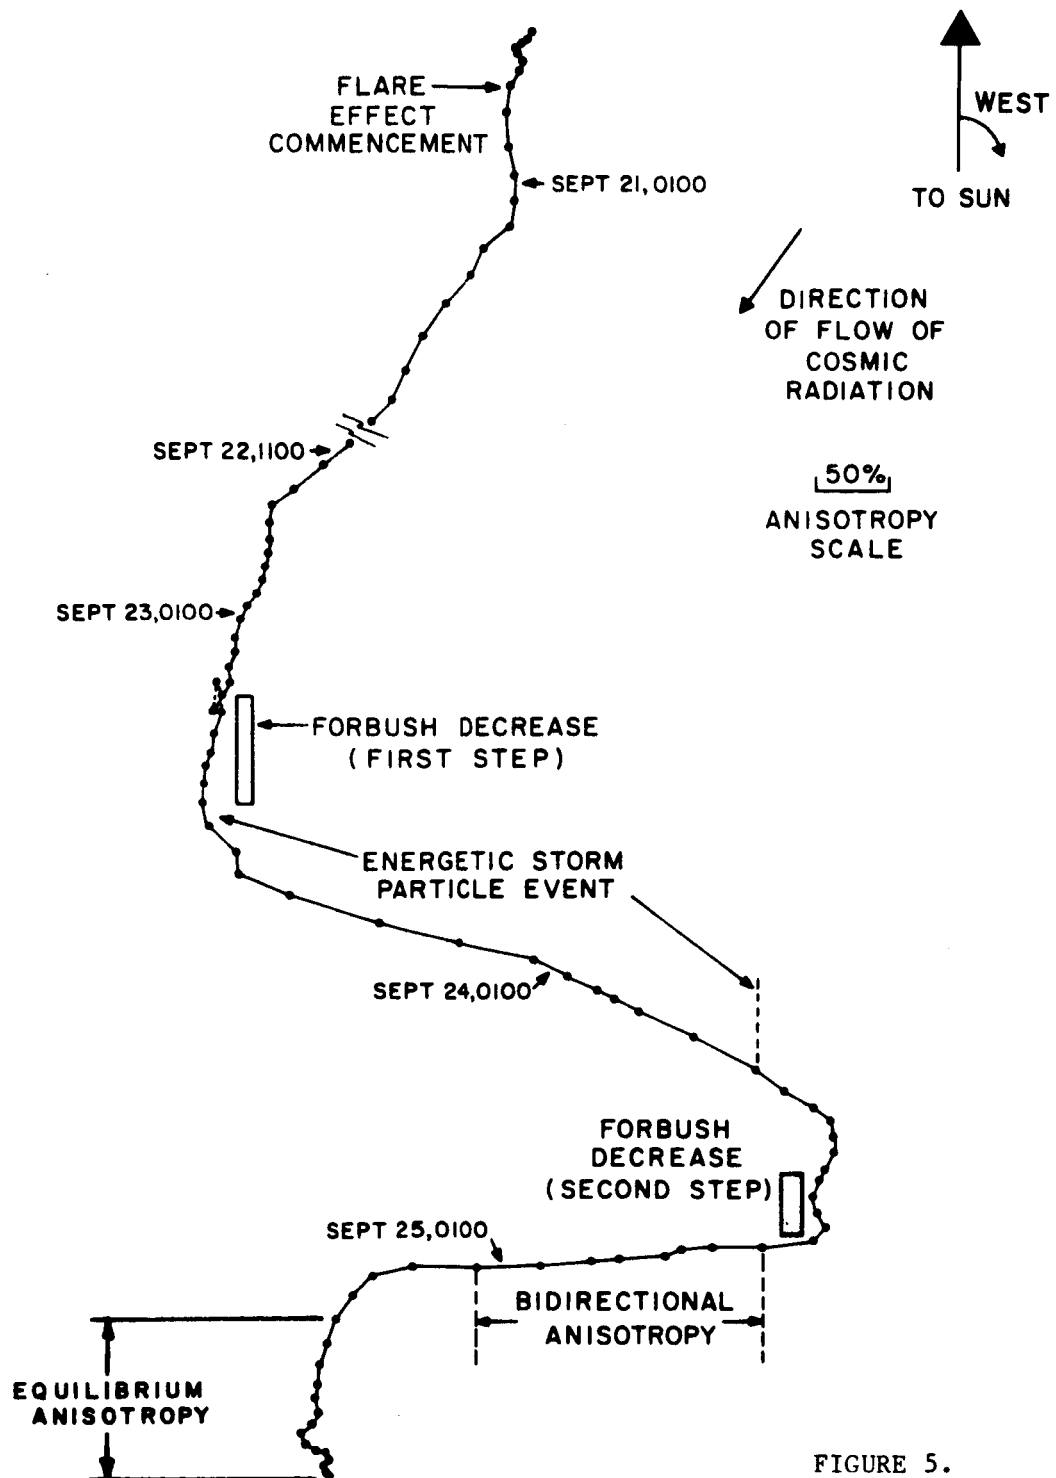 FLARE
EFFECT
COMMENCEMENT
WEST
TO SUN
SEPT 21,0100
DIRECTION
OF FLOW OF
COSMIC
RADIATION
SEPT 22,1100
50%
ANISOTROPY
SCALE
SEPT 23,0100
FORBUSH DECREASE
(FIRST STEP)
ENERGETIC STORM
PARTICLE EVENT
SEPT 24,0100
FORBUSH
DECREASE
(SECOND STEP)
SEPT 25,0100
BIDIRECTIONAL
ANISOTROPY
EQUILIBRIUM
ANISOTROPY
FIGURE 5.